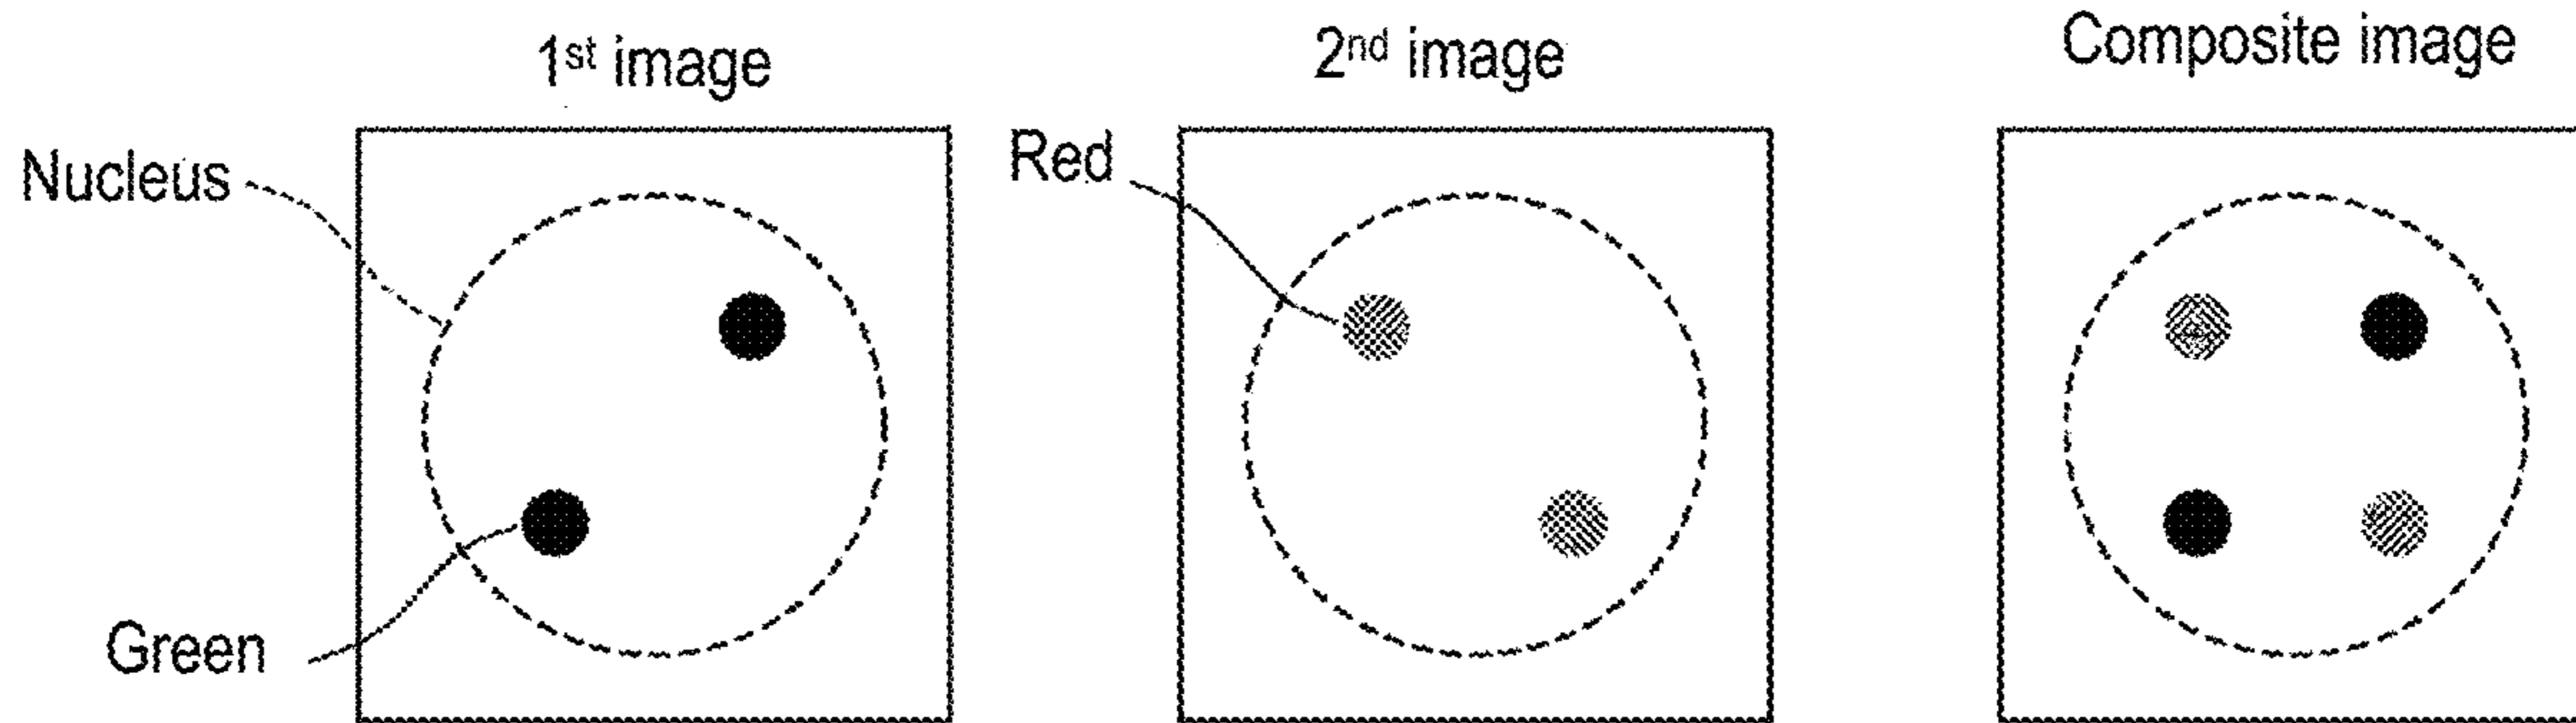 1st image
2nd image
Composite image
Nucleus
Red
Green